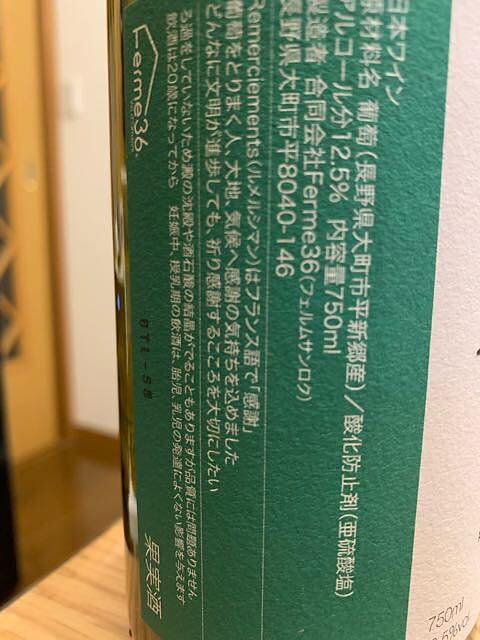 日本ワイン
原材料名 葡萄(長野県大町市平新郷産)/酸化防止剤(亜硫酸塩)
アルコール分12.5% 内容量750ml
製造者 合同会社Ferme36(フェルムサンロク)
長野県大町市平8040-146
Remerciements(ルメルシマン)はフランス語で「感謝」
葡萄をとりまく人、大地、気候へ感謝の気持ちを込めました
どんなに文明が進歩しても、祈り感謝するこころを大切にしたい
ろ過をしていないため澱の沈殿や酒石酸の結晶がでることもありますが品質には問題ありません
飲酒は20歳になってから 妊娠中、授乳期の飲酒は、胎児、乳児の発達によくない影響を与えます
Ferme36.
果実酒
750ml
.5%vol